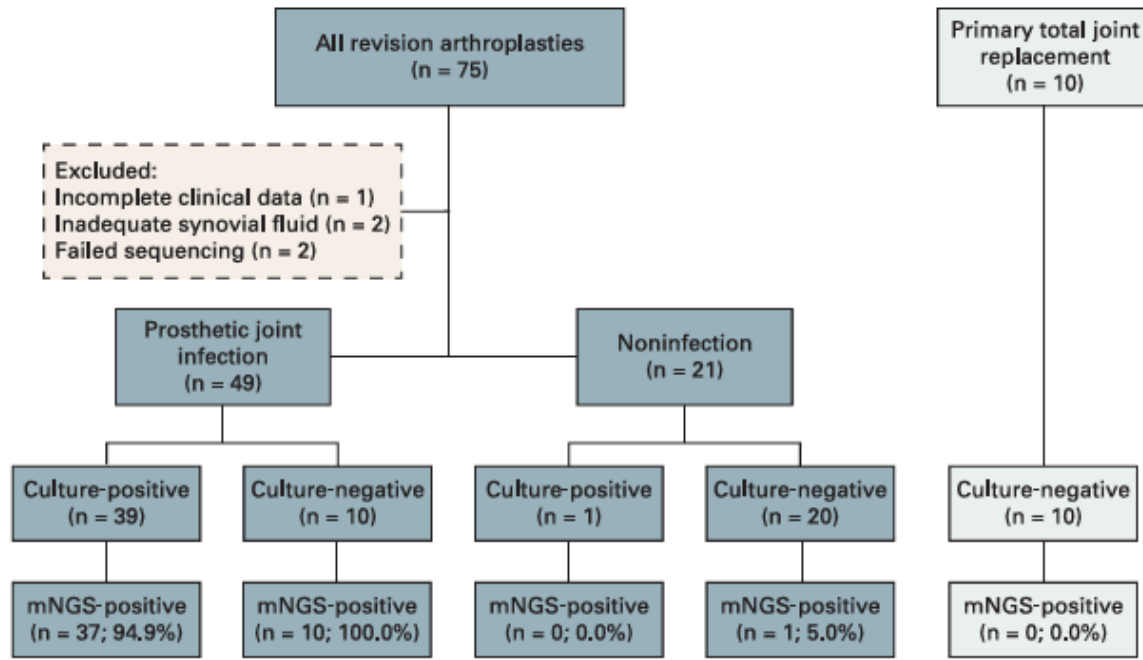 All revision arthroplasties
(n = 75)
Primary total joint
replacement
(n = 10)
Excluded:
Incomplete clinical data (n = 1)
Inadequate synovial fluid (n = 2)
Failed sequencing (n = 2)
Prosthetic joint
infection
(n = 49)
Noninfection
(n = 21)
Culture-positive
(n = 39)
Culture-negative
(n = 10)
Culture-positive
(n = 1)
Culture-negative
(n = 20)
Culture-negative
(n = 10)
mNGS-positive
(n = 37; 94.9%)
mNGS-positive
(n = 10; 100.0%)
mNGS-positive
(n = 0; 0.0%)
mNGS-positive
(n = 1; 5.0%)
mNGS-positive
(n = 0; 0.0%)